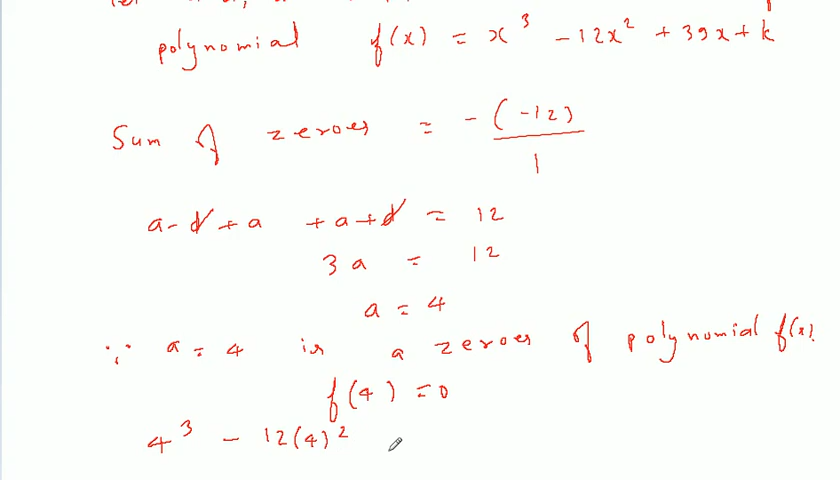 polynomial f(x) = x³ - 12x² + 39x + k
Sum of zeroes = - (-12) / 1
a - d + a + a + d = 12
3a = 12
a = 4
∵ a = 4 is a zeroes of polynomial f(x).
f(4) = 0
4³ - 12(4)²